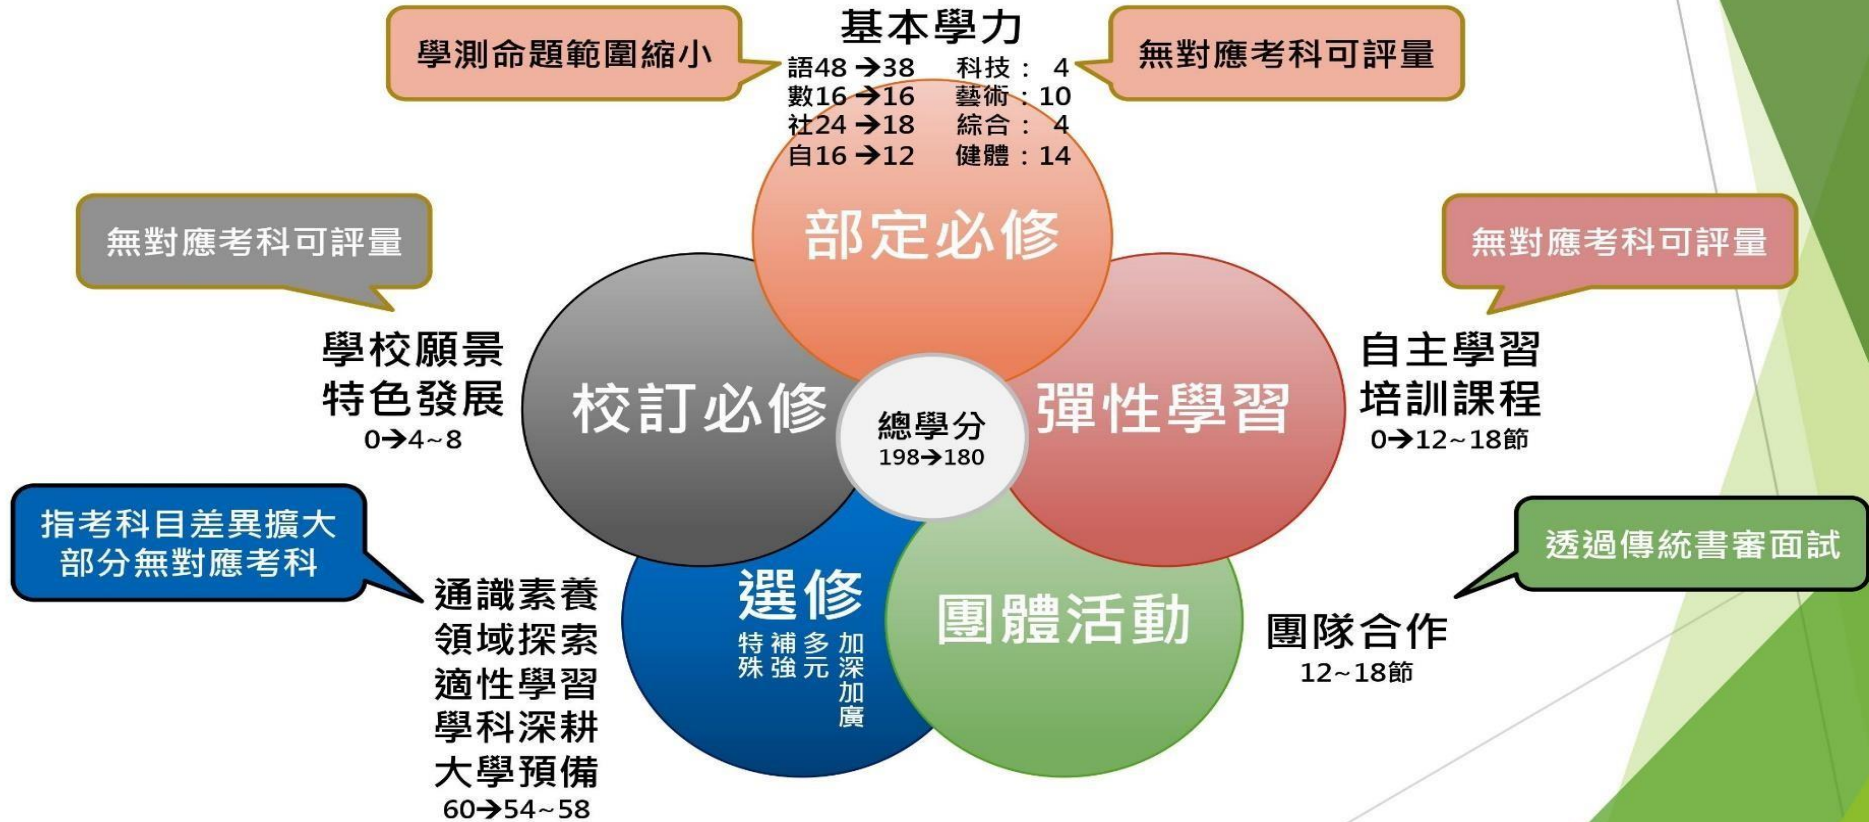 基本學力
學測命題範圍縮小
無對應考科可評量
語48→38 科技：4
數16→16 藝術：10
社24→18 綜合：4
自16→12 健體：14
部定必修
無對應考科可評量
無對應考科可評量
學校願景
特色發展
0→4~8
校訂必修
總學分
198→180
彈性學習
自主學習
培訓課程
0→12~18節
指考科目差異擴大
部分無對應考科
通識素養
領域探索
適性學習
學科深耕
大學預備
60→54~58
選修
加深加廣
多元
補強
特殊
團體活動
透過傳統書審面試
團隊合作
12~18節